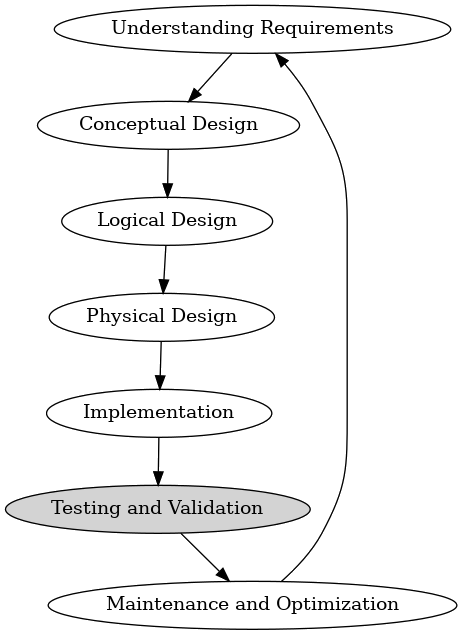 Understanding Requirements
Conceptual Design
Logical Design
Physical Design
Implementation
Testing and Validation
Maintenance and Optimization